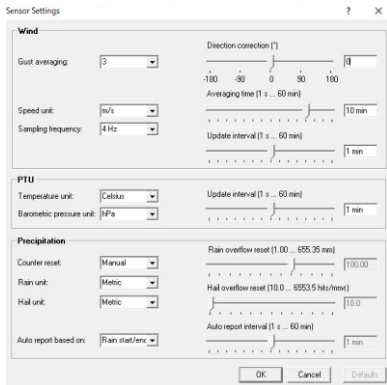 Sensor Settings ? ×
Wind
Direction correction (°)
Gust averaging: 3 0
-180 -90 0 90 180
Averaging time (1 s ... 60 min)
Speed unit: m/s 10 min
Sampling frequency: 4 Hz
Update interval (1 s ... 60 min)
1 min
PTU
Temperature unit: Celsius Update interval (1 s ... 60 min)
Barometric pressure unit: hPa 1 min
Precipitation
Rain overflow reset (1.00 ... 655.35 mm)
Counter reset: Manual 100.00
Rain unit: Metric Hail overflow reset (10.0 ... 6553.5 hits/mm²)
Hail unit: Metric 10.0
Auto report interval (1 s ... 60 min)
Auto report based on: Rain start/enc 1 min
OK Cancel Defaults